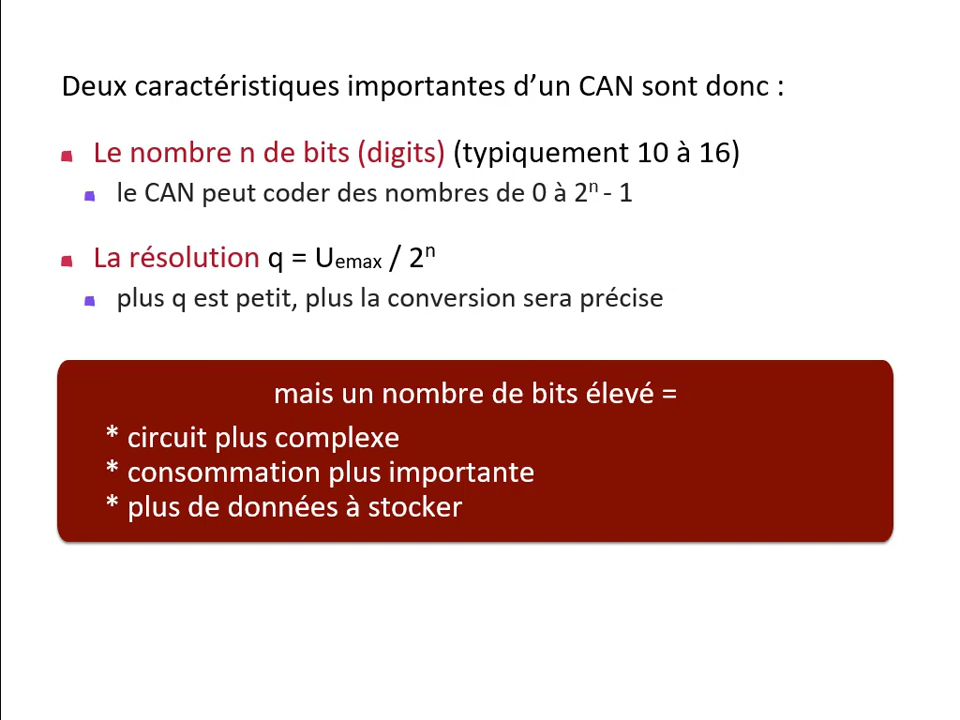 Deux caractéristiques importantes d’un CAN sont donc :
Le nombre n de bits (digits) (typiquement 10 à 16)
le CAN peut coder des nombres de 0 à 2ⁿ - 1
La résolution q = Uemax / 2ⁿ
plus q est petit, plus la conversion sera précise
mais un nombre de bits élevé =
* circuit plus complexe
* consommation plus importante
* plus de données à stocker